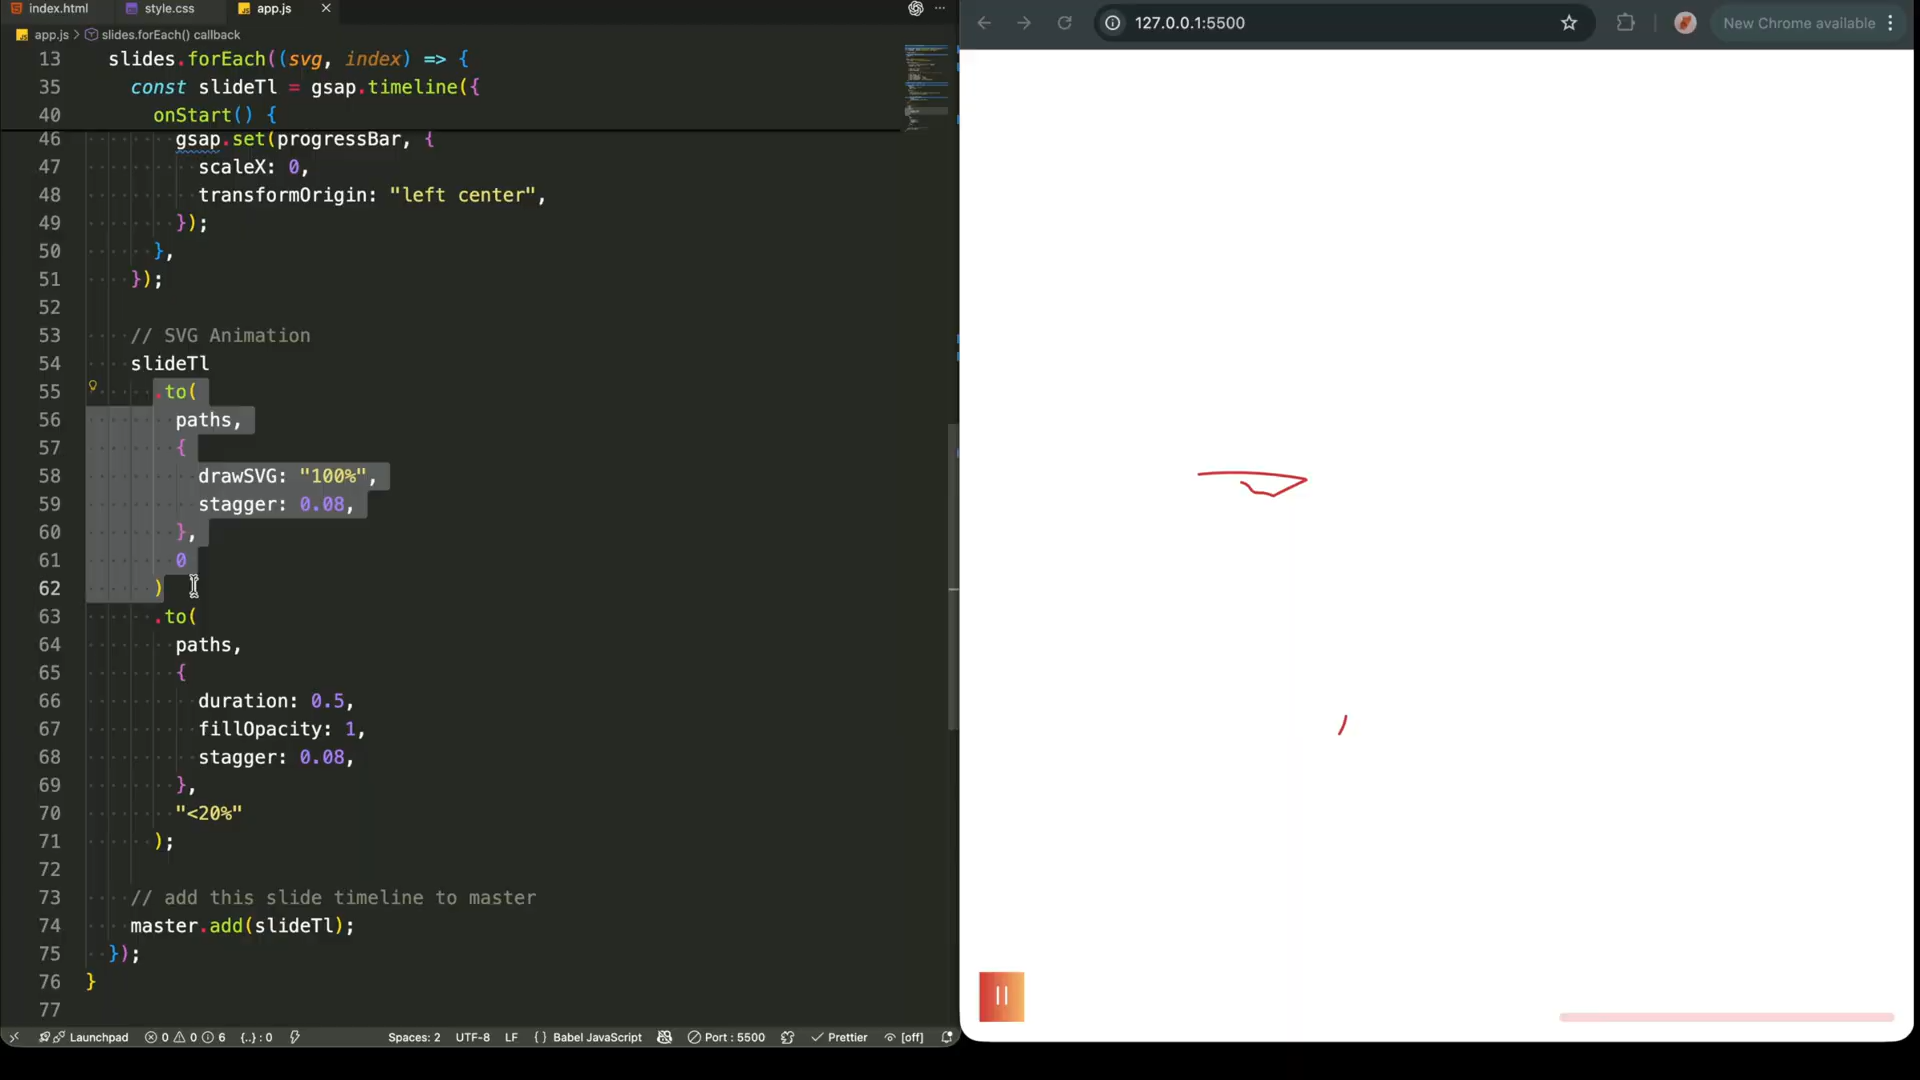 index.html
style.css
app.js
app.js > slides.forEach() callback
13 slides.forEach((svg, index) => {
35 const slideTl = gsap.timeline({
40 onStart() {
46 gsap.set(progressBar, {
47 scaleX: 0,
48 transformOrigin: "left center",
49 });
50 },
51 });
52
53 // SVG Animation
54 slideTl
55 .to(
56 paths,
57 {
58 drawSVG: "100%",
59 stagger: 0.08,
60 },
61 0
62 )
63 .to(
64 paths,
65 {
66 duration: 0.5,
67 fillOpacity: 1,
68 stagger: 0.08,
69 },
70 "<20%"
71 );
72
73 // add this slide timeline to master
74 master.add(slideTl);
75 });
76 }
77
Launchpad 0 0 6 {..} : 0 Spaces: 2 UTF-8 LF { } Babel JavaScript Port : 5500 Prettier [off]
127.0.0.1:5500
New Chrome available